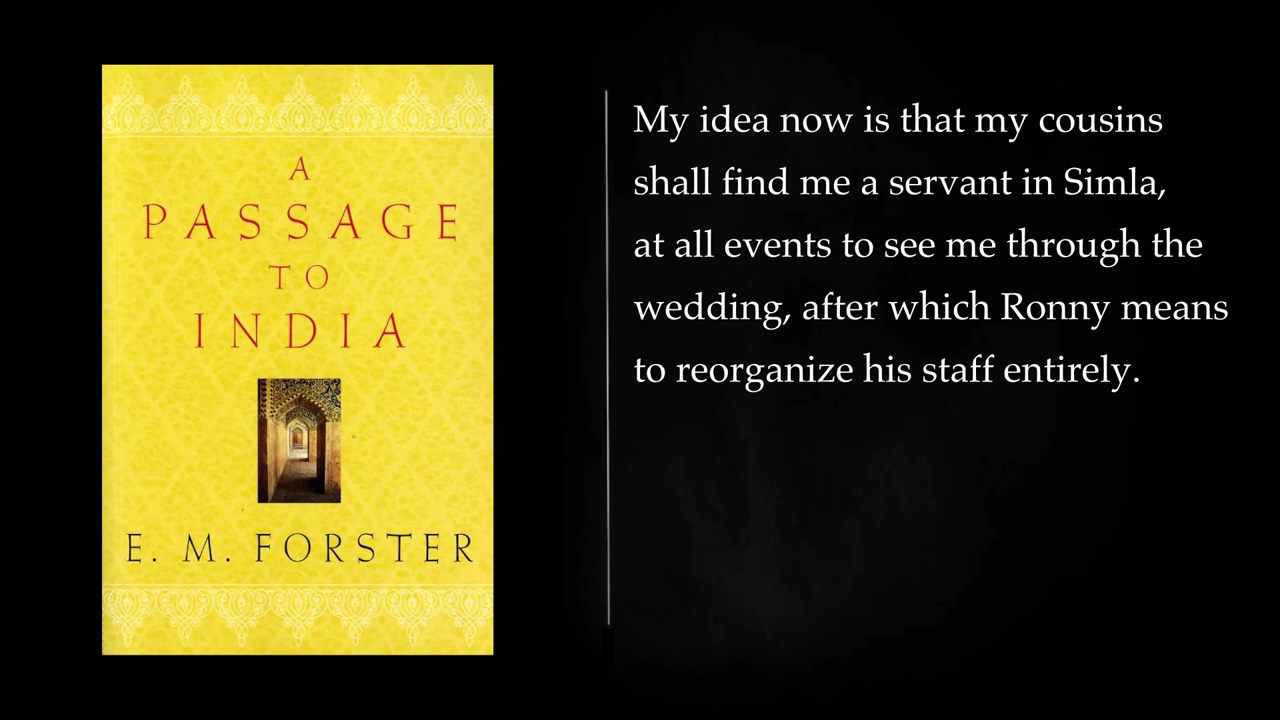 A
PASSAGE
TO
INDIA
E. M. FORSTER
My idea now is that my cousins
shall find me a servant in Simla,
at all events to see me through the
wedding, after which Ronny means
to reorganize his staff entirely.